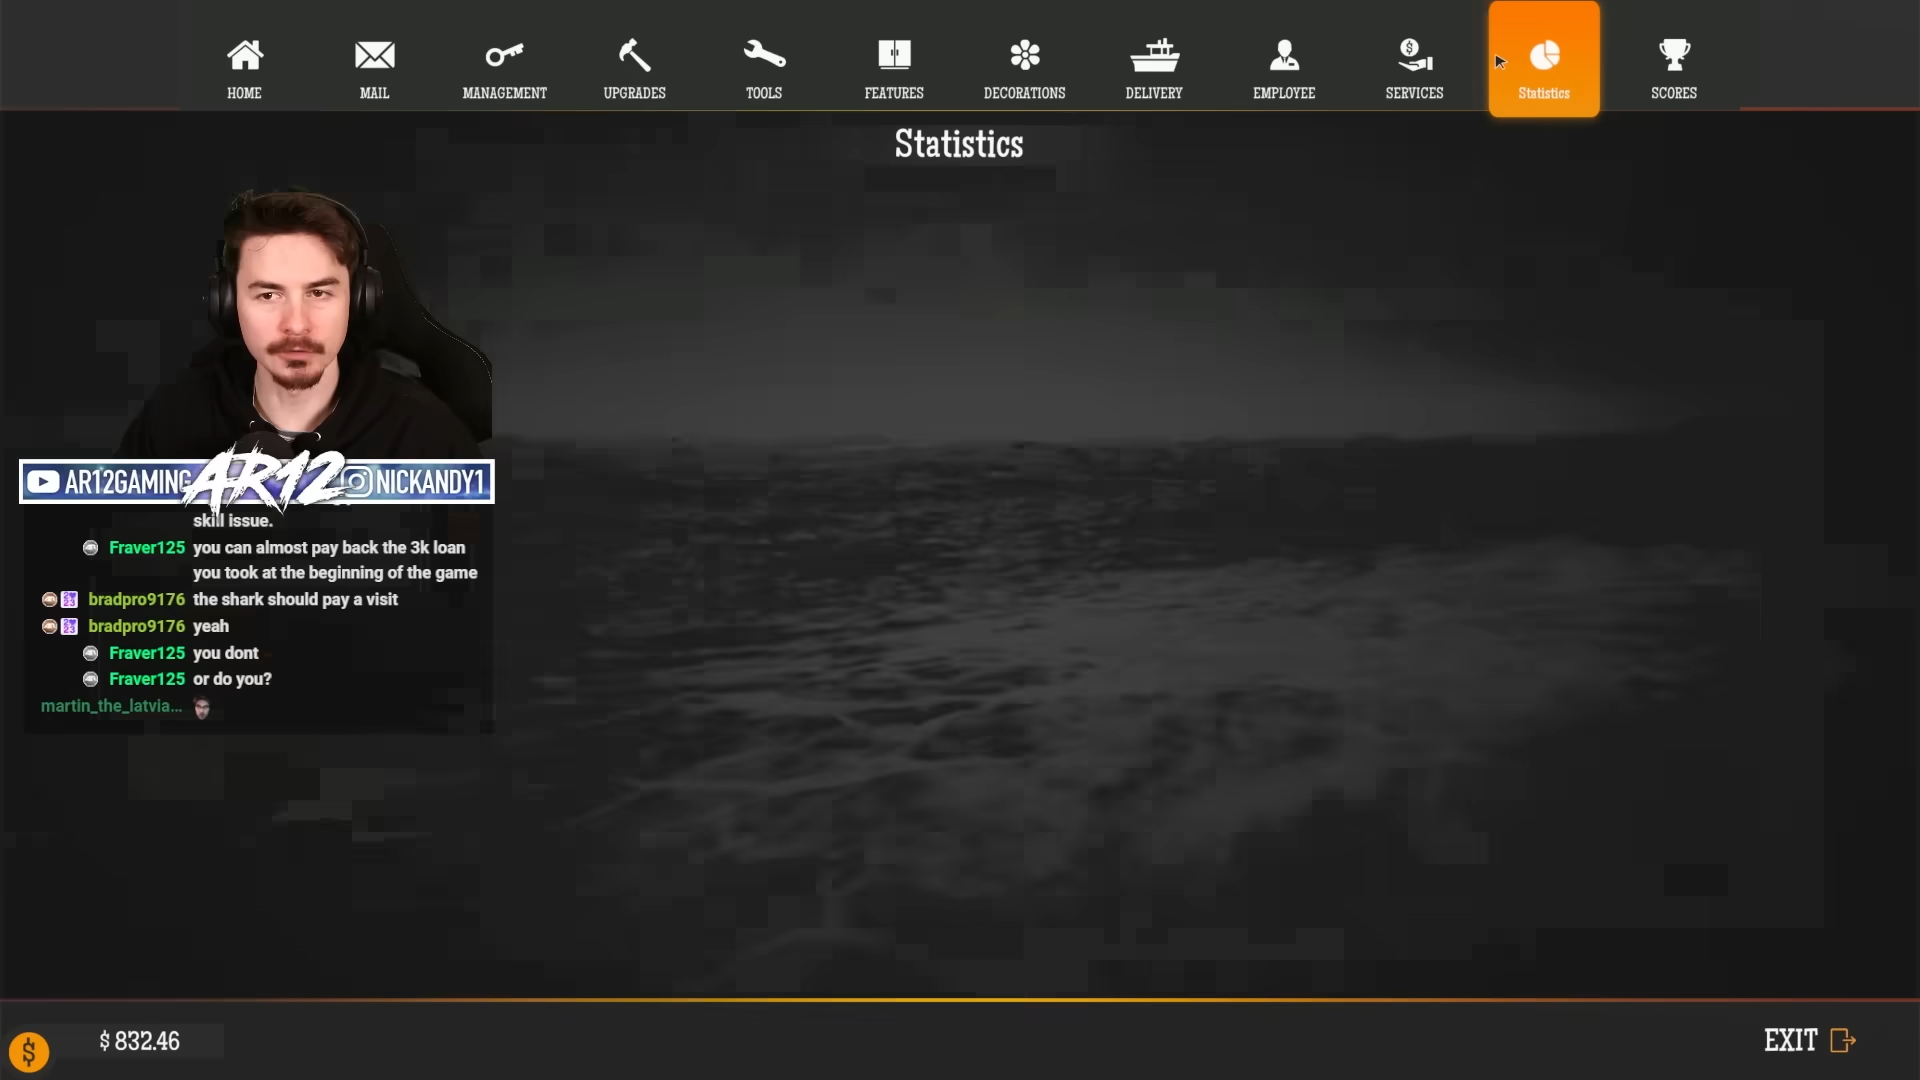 HOME
MAIL
MANAGEMENT
UPGRADES
TOOLS
FEATURES
DECORATIONS
DELIVERY
EMPLOYEE
SERVICES
Statistics
SCORES
Statistics
AR12GAMING AR12 NICKANDY1
skill issue.
Fraver125 you can almost pay back the 3k loan
you took at the beginning of the game
bradpro9176 the shark should pay a visit
bradpro9176 yeah
Fraver125 you dont
Fraver125 or do you?
martin_the_latvia...
$ 832.46
EXIT